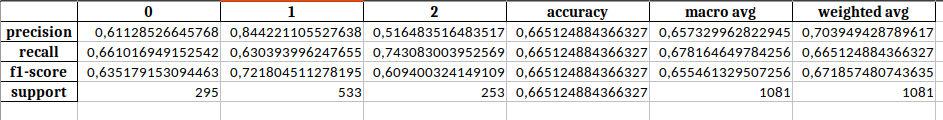 0 1 2 accuracy macro avg weighted avg
precision 0,61128526645768 0,844221105527638 0,516483516483517 0,665124884366327 0,657329962822945 0,703949428789617
recall 0,661016949152542 0,630393996247655 0,743083003952569 0,665124884366327 0,678164649784256 0,665124884366327
f1-score 0,635179153094463 0,721804511278195 0,609400324149109 0,665124884366327 0,655461329507256 0,671857480743635
support 295 533 253 0,665124884366327 1081 1081